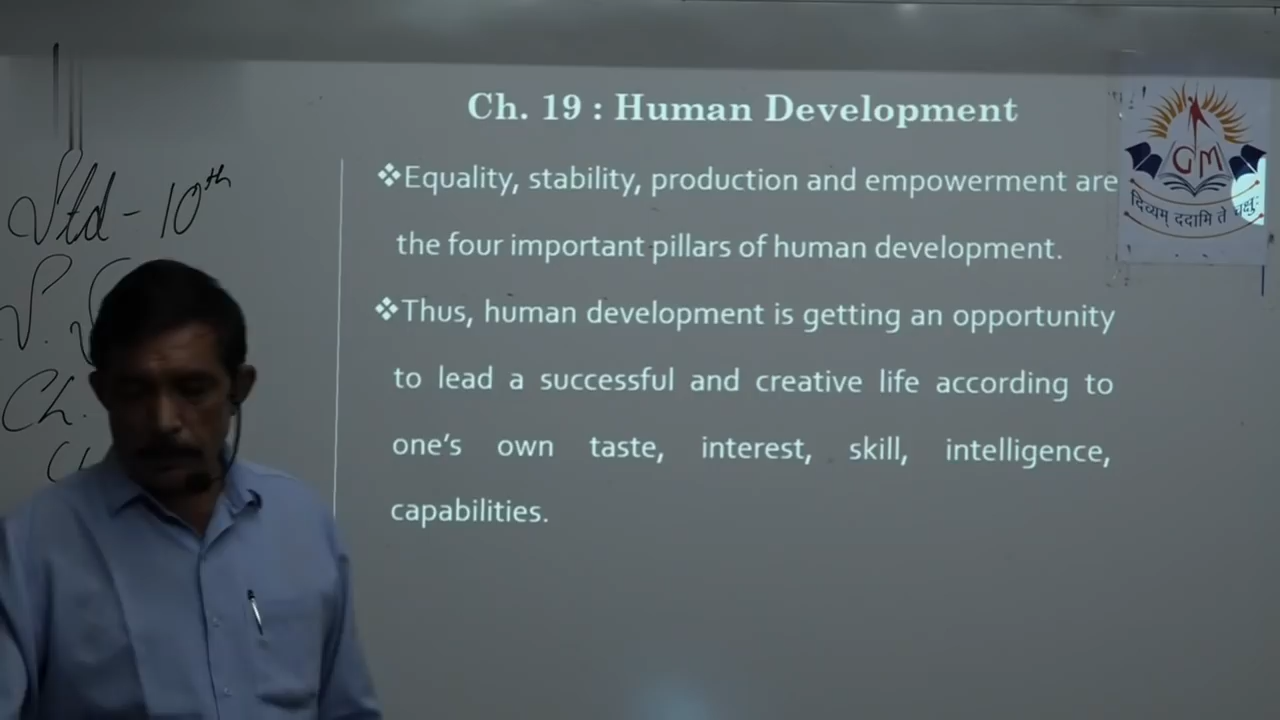 Ch. 19 : Human Development
❖Equality, stability, production and empowerment are
the four important pillars of human development.
❖Thus, human development is getting an opportunity
to lead a successful and creative life according to
one's own taste, interest, skill, intelligence,
capabilities.
Std - 10th
Ch.
GM
दिव्यम् ददामि ते चक्षुः